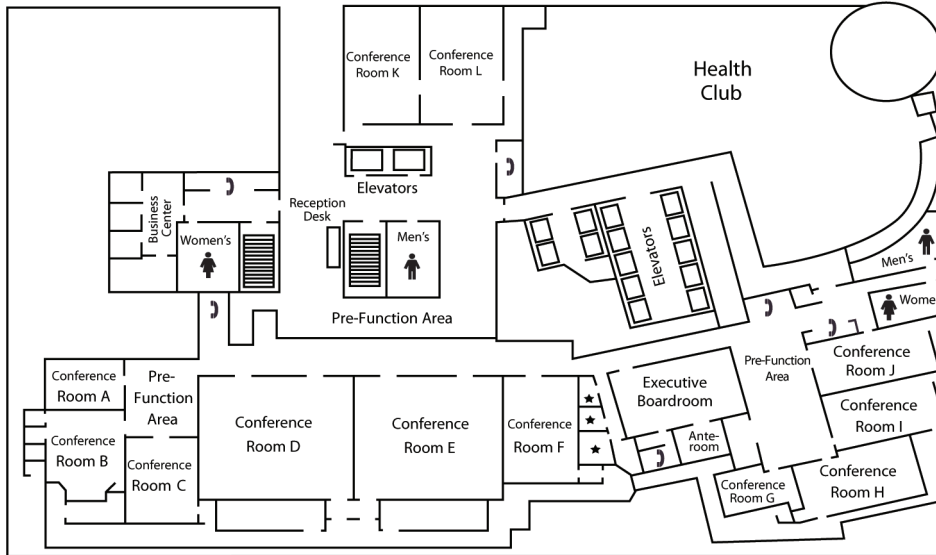 Conference
Room K
Conference
Room L
Health
Club
Elevators
Reception
Desk
Business
Center
Women's
Men's
Elevators
Men's
Wome
Pre-Function Area
Conference
Room A
Pre-
Function
Area
Conference
Room B
Conference
Room C
Conference
Room D
Conference
Room E
Conference
Room F
Executive
Boardroom
Ante-
room
Pre-Function
Area
Conference
Room J
Conference
Room I
Conference
Room G
Conference
Room H